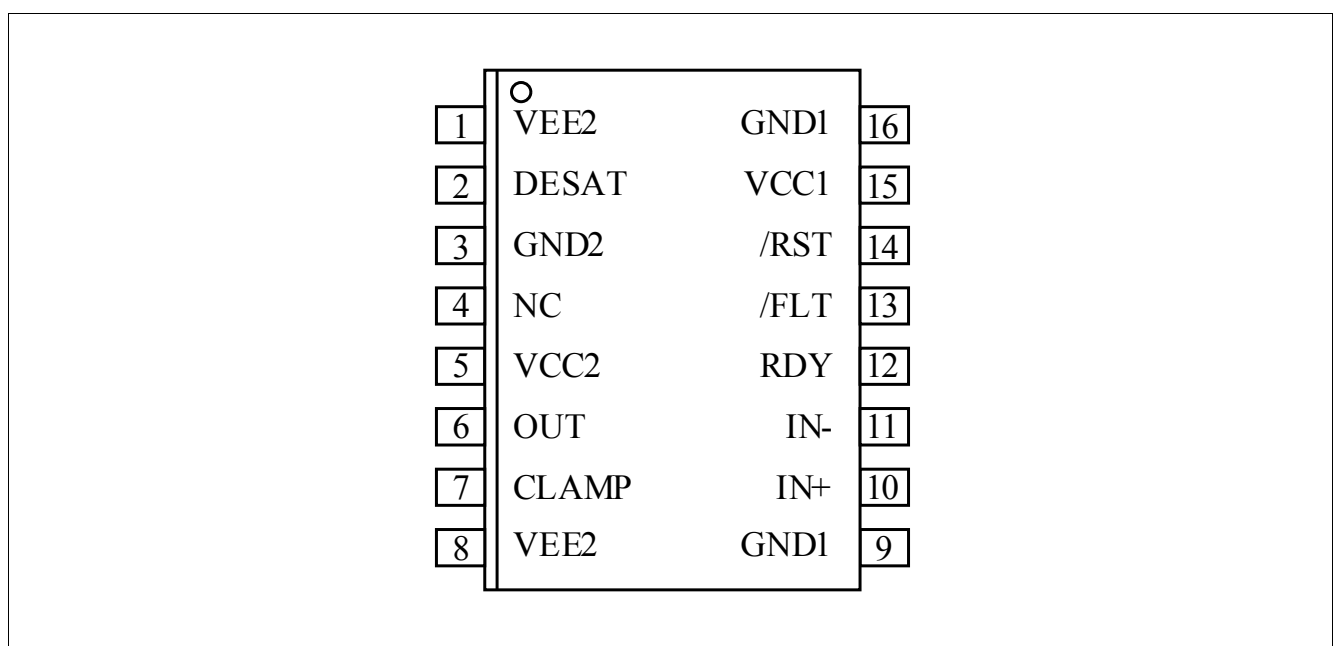 1 VEE2 GND1 16
2 DESAT VCC1 15
3 GND2 /RST 14
4 NC /FLT 13
5 VCC2 RDY 12
6 OUT IN- 11
7 CLAMP IN+ 10
8 VEE2 GND1 9